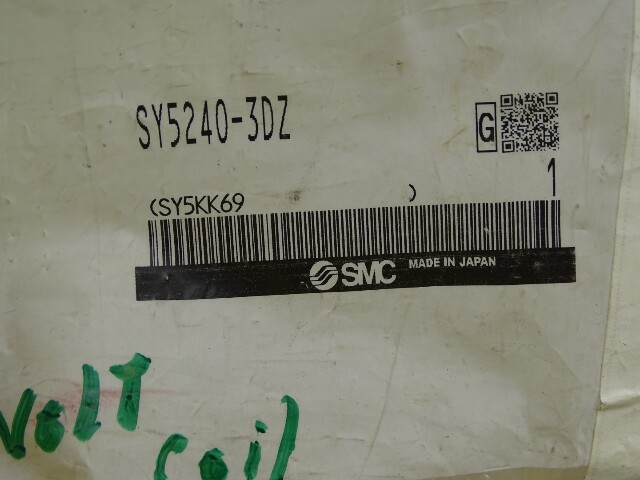 SY5240-3DZ
G
1
(SY5KK69 )
SMC MADE IN JAPAN
Volt
coil